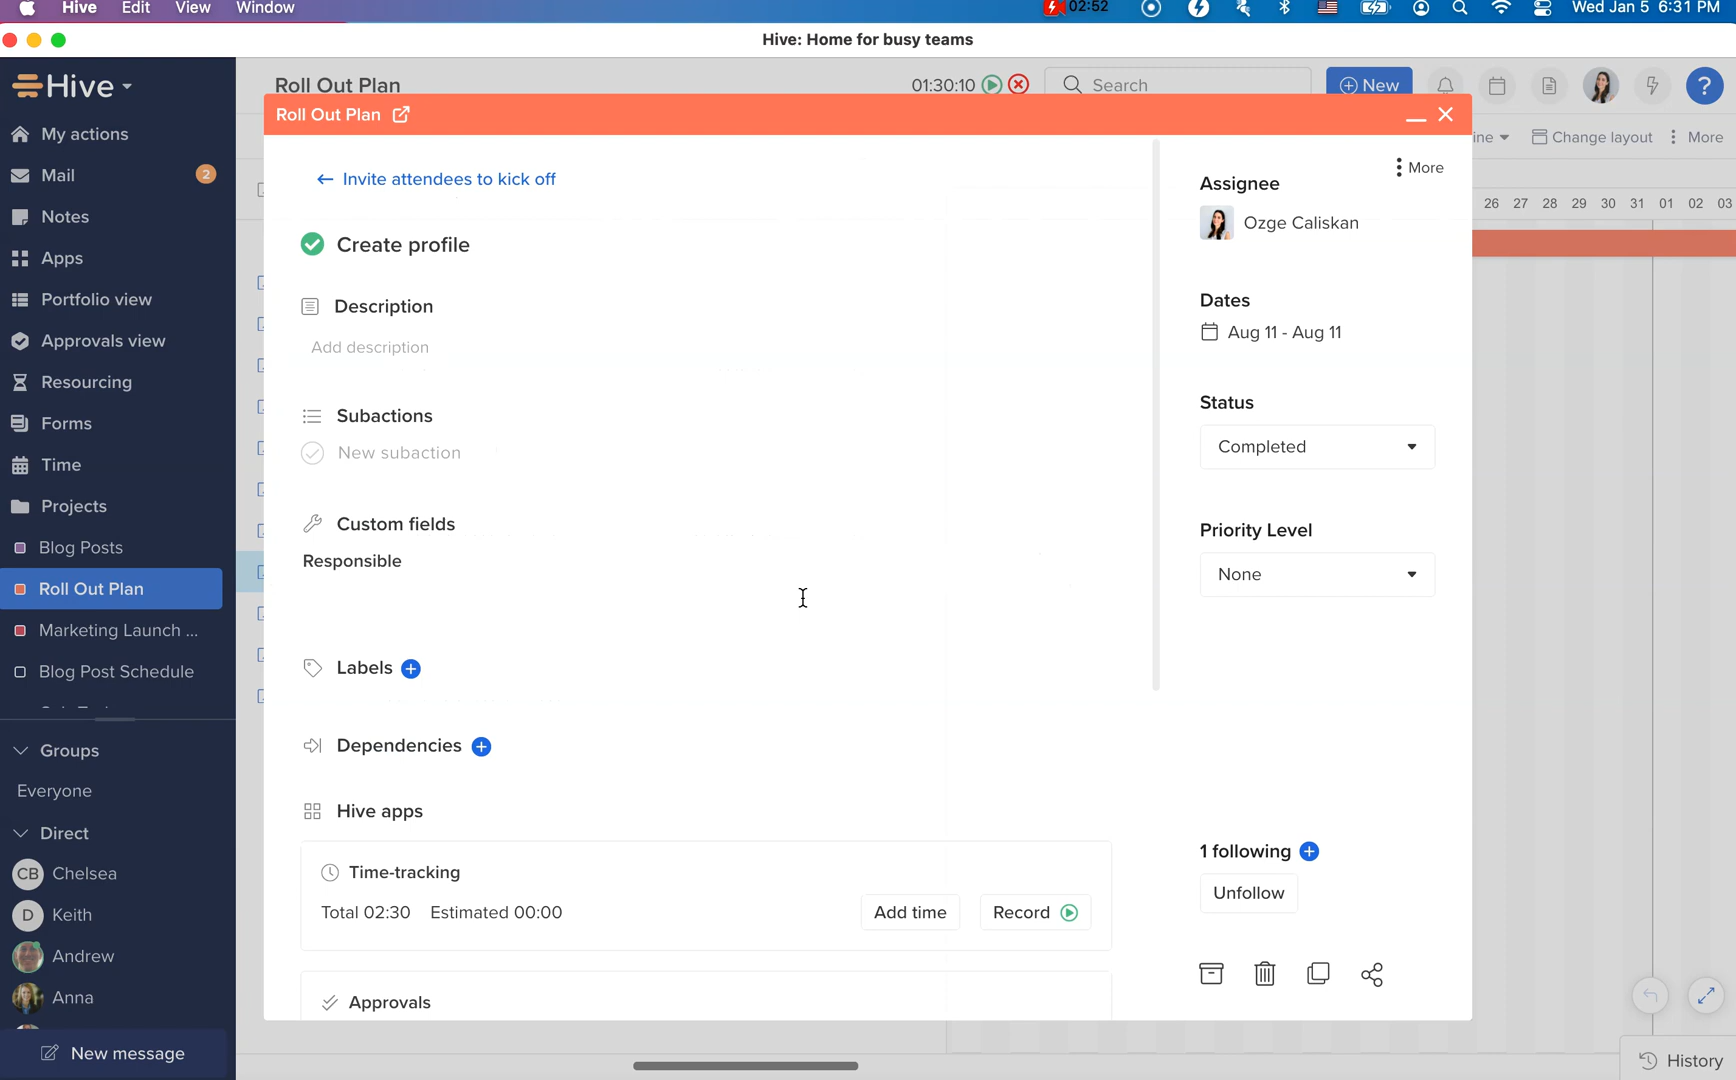 Hive Edit View Window 02:52 Wed Jan 5 6:31 PM
Hive: Home for busy teams
Hive
My actions
Mail 2
Notes
Apps
Portfolio view
Approvals view
Resourcing
Forms
Time
Projects
Blog Posts
Roll Out Plan
Marketing Launch ...
Blog Post Schedule
Groups
Everyone
Direct
CB Chelsea
D Keith
Andrew
Anna
New message
Roll Out Plan 01:30:10 Search New ?
Change layout More
26 27 28 29 30 31 01 02 03
Roll Out Plan
← Invite attendees to kick off
Create profile
Description
Add description
Subactions
New subaction
Custom fields
Responsible
Labels
Dependencies
Hive apps
Time-tracking
Total 02:30 Estimated 00:00 Add time Record
Approvals
More
Assignee
Ozge Caliskan
Dates
Aug 11 - Aug 11
Status
Completed
Priority Level
None
1 following
Unfollow
History